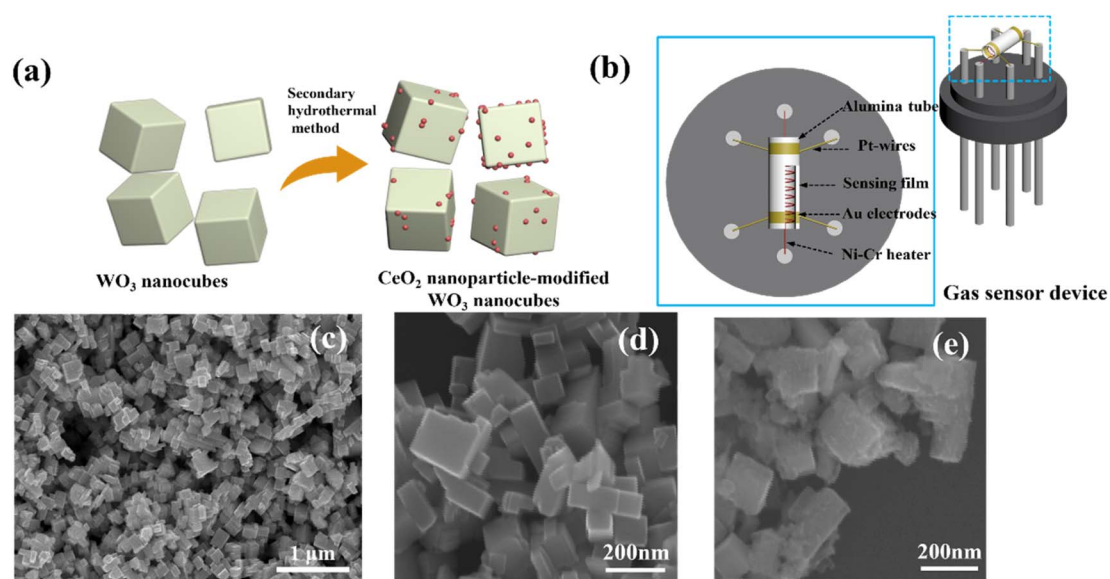 (a)
Secondary
hydrothermal
method
WO₃ nanocubes
CeO₂ nanoparticle-modified
WO₃ nanocubes
(b)
Alumina tube
Pt-wires
Sensing film
Au electrodes
Ni-Cr heater
Gas sensor device
(c)
1 μm
(d)
200nm
(e)
200nm